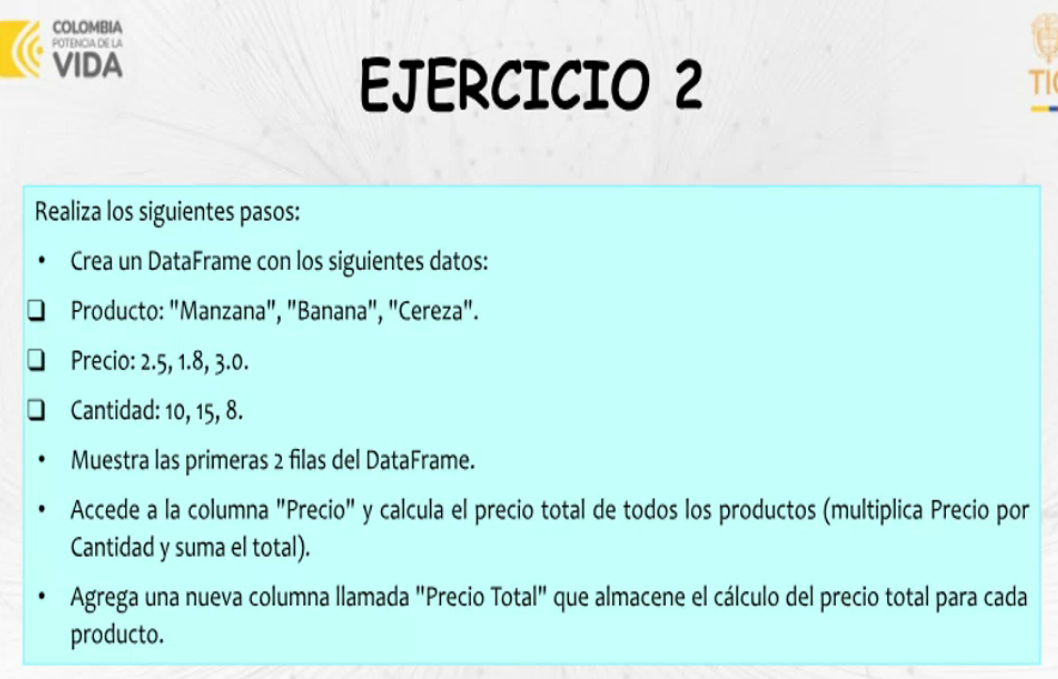 COLOMBIA
POTENCIA DE LA
VIDA
TIC
EJERCICIO 2
Realiza los siguientes pasos:
• Crea un DataFrame con los siguientes datos:
❑ Producto: "Manzana", "Banana", "Cereza".
❑ Precio: 2.5, 1.8, 3.0.
❑ Cantidad: 10, 15, 8.
• Muestra las primeras 2 filas del DataFrame.
• Accede a la columna "Precio" y calcula el precio total de todos los productos (multiplica Precio por
Cantidad y suma el total).
• Agrega una nueva columna llamada "Precio Total" que almacene el cálculo del precio total para cada
producto.